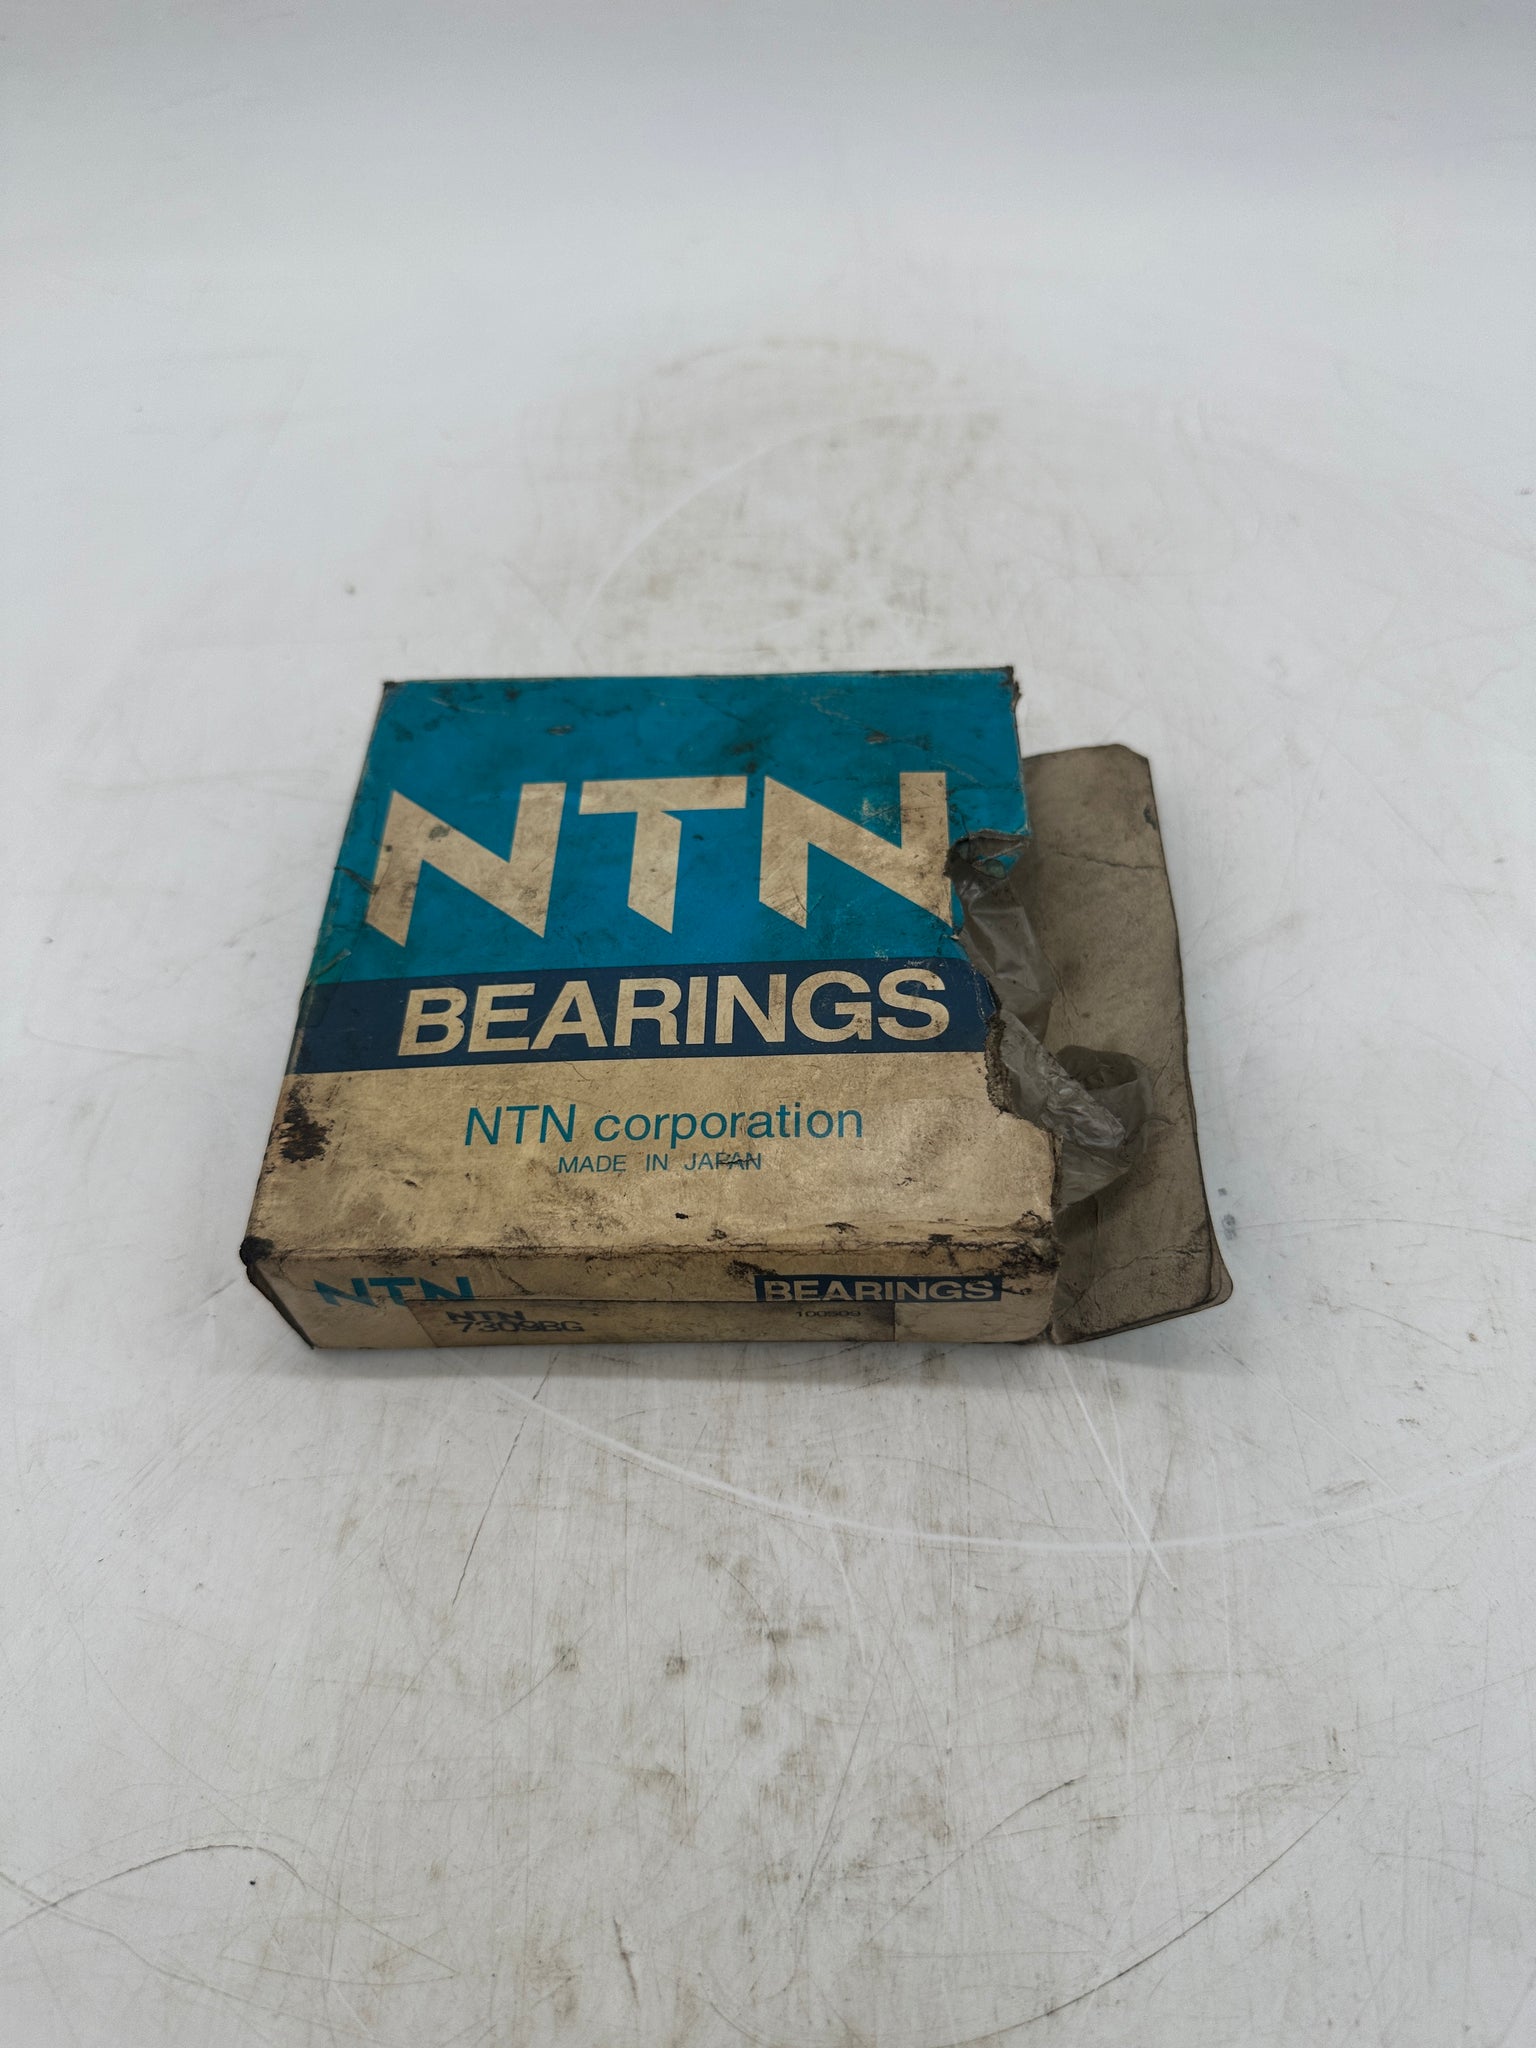 NTN
BEARINGS
NTN corporation
MADE IN JAPAN
NTN BEARINGS
NTN
7309BG